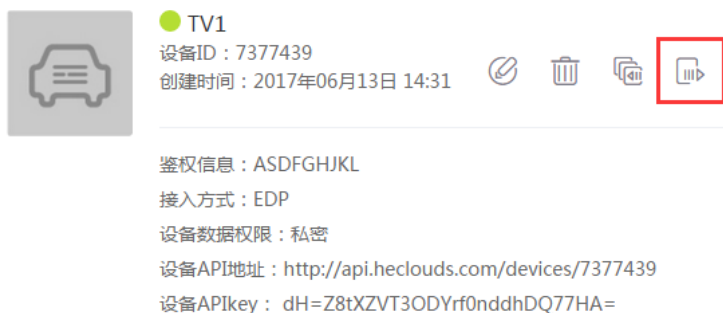 TV1
设备ID：7377439
创建时间：2017年06月13日 14:31
鉴权信息：ASDFGHJKL
接入方式：EDP
设备数据权限：私密
设备API地址：http://api.heclouds.com/devices/7377439
设备APIkey： dH=Z8tXZVT3ODYrf0nddhDQ77HA=